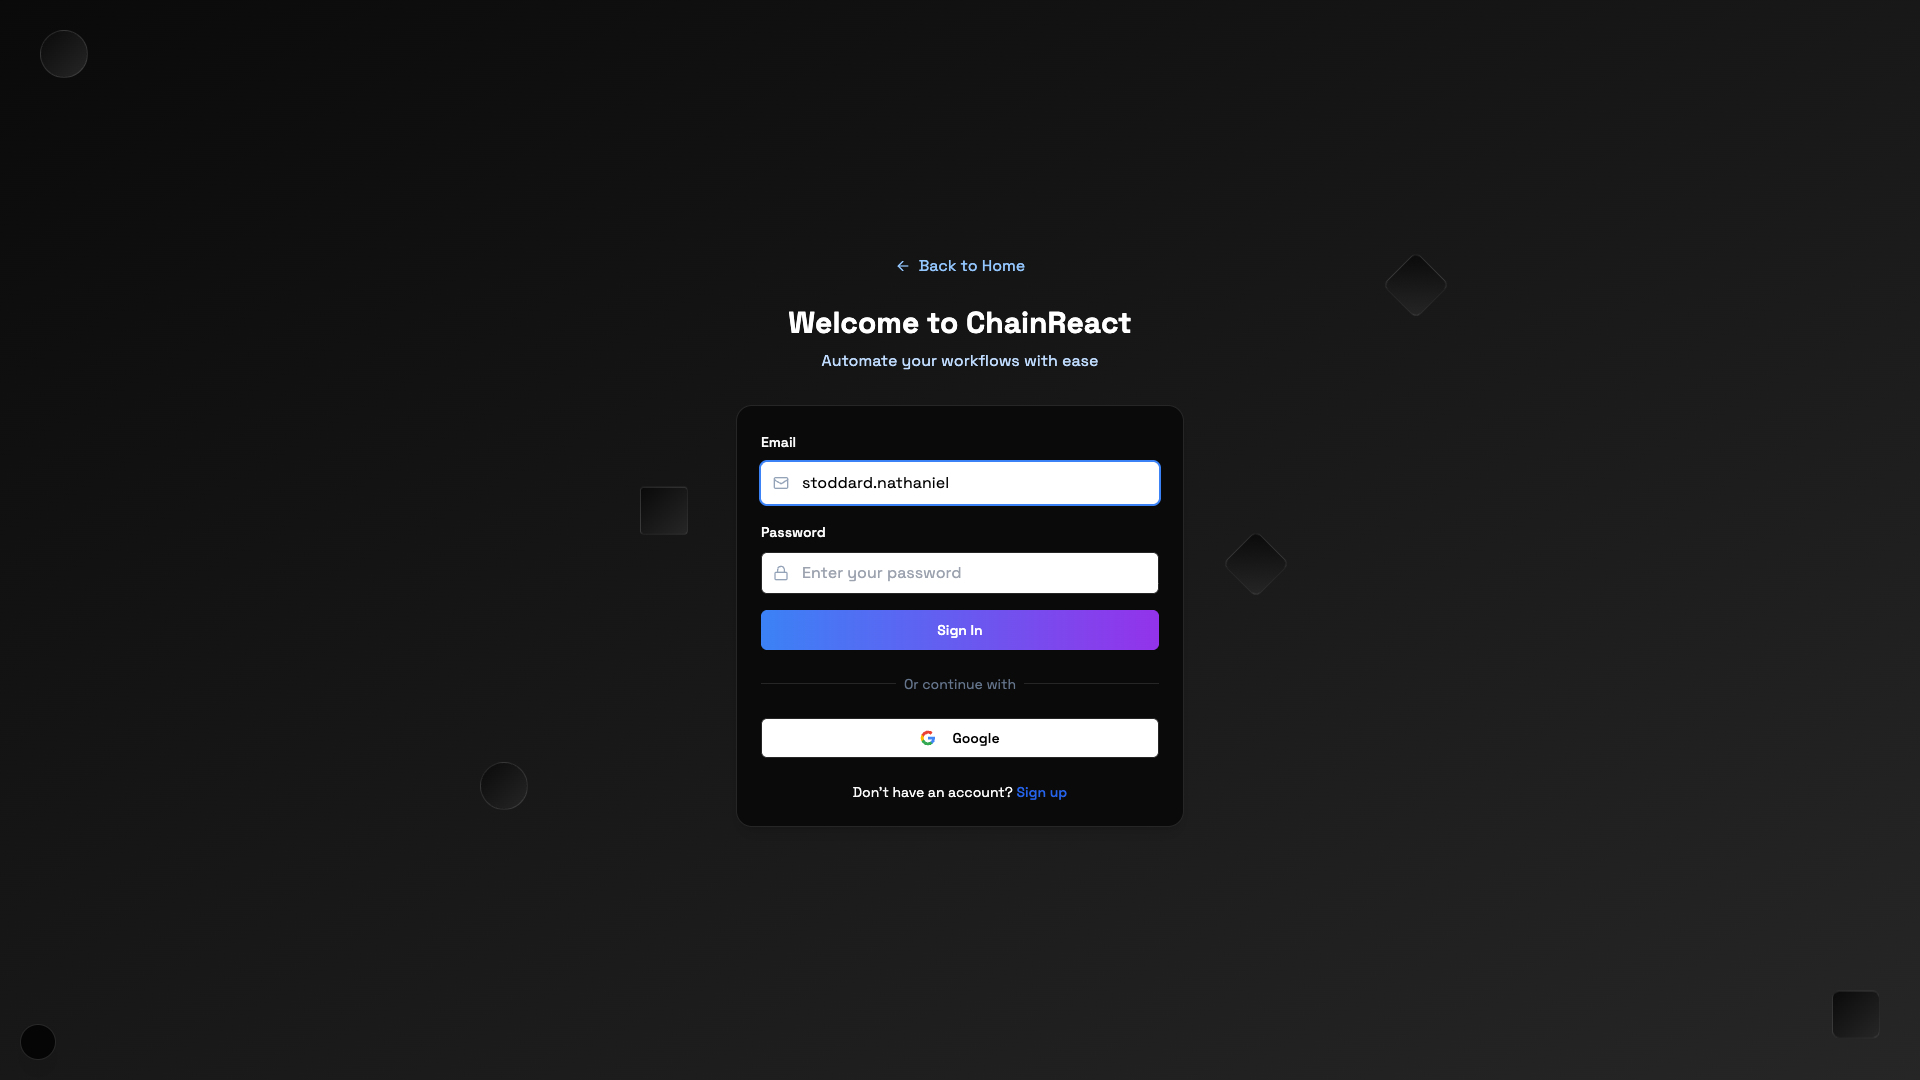 Back to Home
Welcome to ChainReact
Automate your workflows with ease
Email
stoddard.nathaniel
Password
Enter your password
Sign In
Or continue with
Google
Don't have an account? Sign up